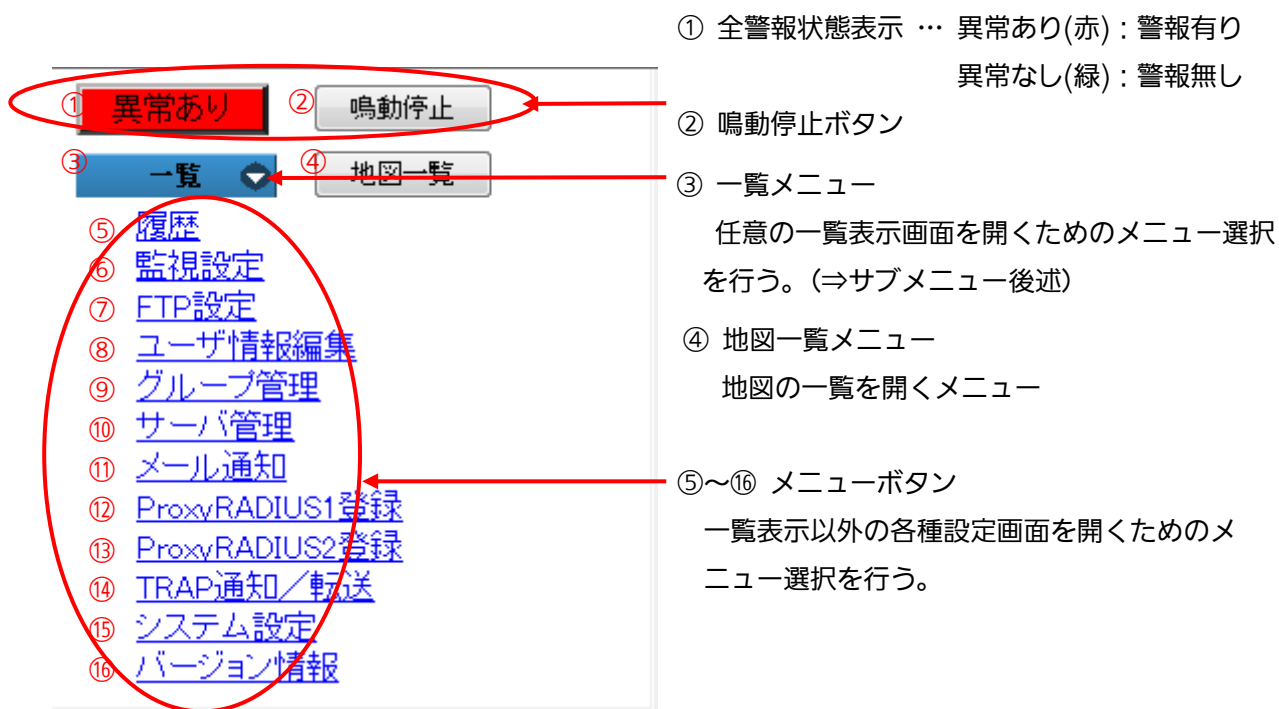 ① 全警報状態表示 … 異常あり(赤)：警報有り
異常なし(緑)：警報無し
① 異常あり ② 鳴動停止
② 鳴動停止ボタン
③ 一覧 ④ 地図一覧
③ 一覧メニュー
任意の一覧表示画面を開くためのメニュー選択
を行う。(⇒サブメニュー後述)
④ 地図一覧メニュー
地図の一覧を開くメニュー
⑤ 履歴
⑥ 監視設定
⑦ FTP設定
⑧ ユーザ情報編集
⑨ グループ管理
⑩ サーバ管理
⑪ メール通知
⑫ ProxyRADIUS1登録
⑬ ProxyRADIUS2登録
⑭ TRAP通知／転送
⑮ システム設定
⑯ バージョン情報
⑤～⑯ メニューボタン
一覧表示以外の各種設定画面を開くためのメ
ニュー選択を行う。